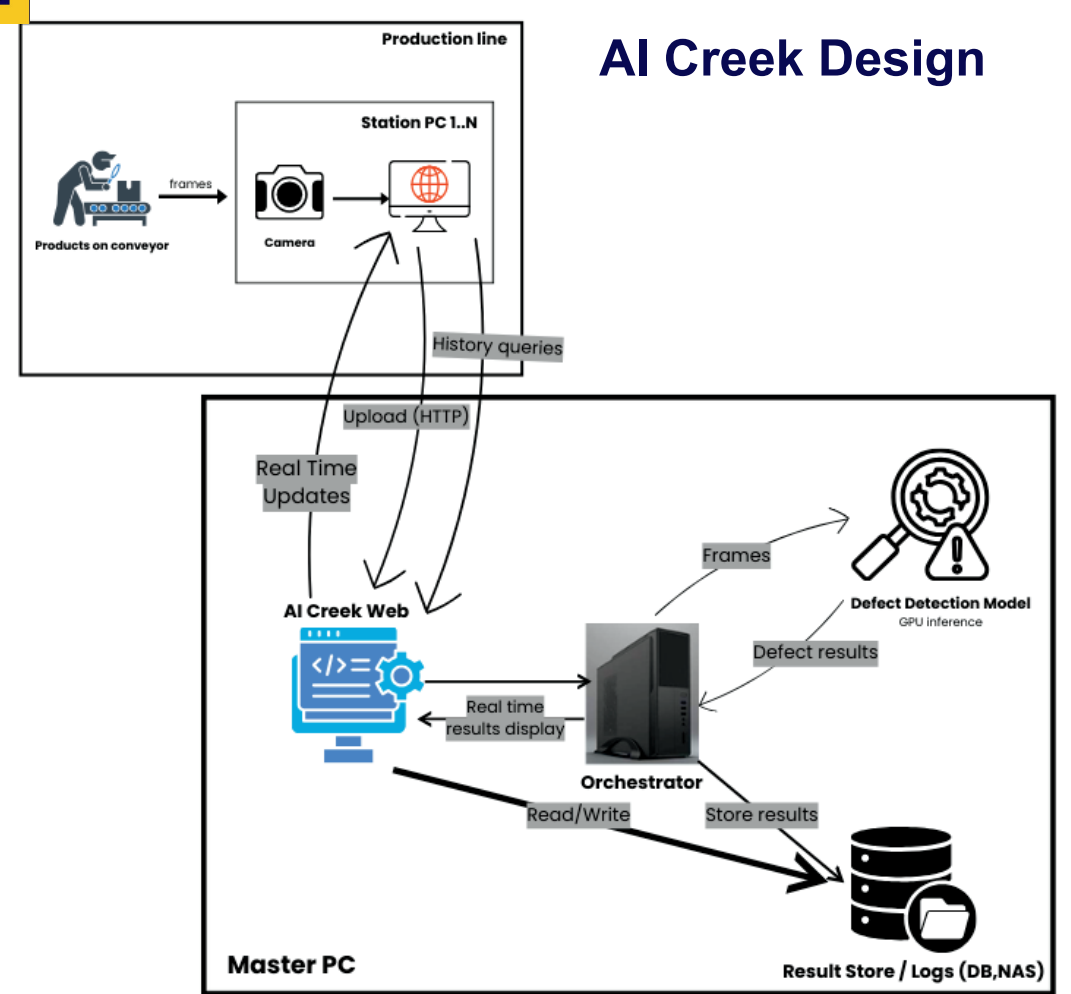 AI Creek Design
Production line
Station PC 1..N
frames
Products on conveyor
Camera
History queries
Upload (HTTP)
Real Time
Updates
Frames
AI Creek Web
</>=
Defect Detection Model
GPU inference
Defect results
Real time
results display
Orchestrator
Read/Write
Store results
Master PC
Result Store / Logs (DB,NAS)